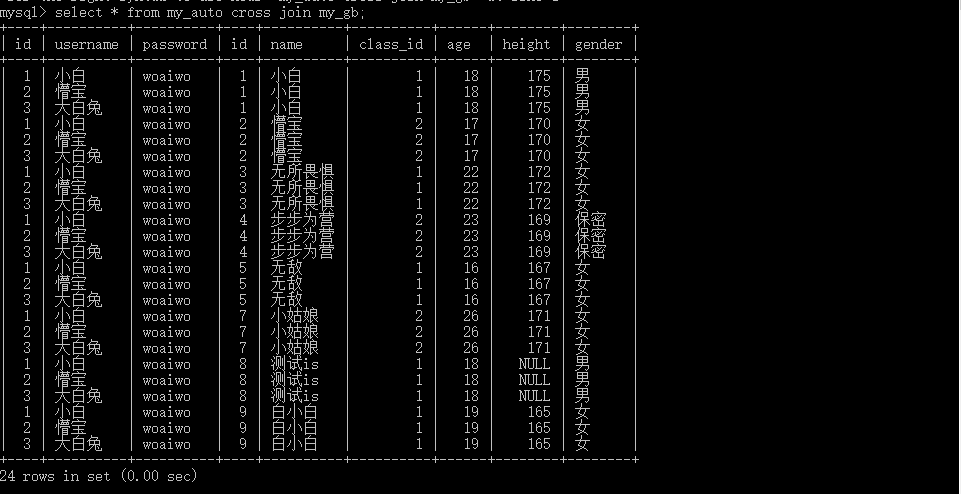 mysql> select * from my_auto cross join my_gb;
| id | username | password | id | name | class_id | age | height | gender |
| 1 | 小白 | woaiwo | 1 | 小白 | 1 | 18 | 175 | 男
| 2 | 懵宝 | woaiwo | 1 | 小白 | 1 | 18 | 175 | 男
| 3 | 大白兔 | woaiwo | 1 | 小白 | 1 | 18 | 175 | 男
| 1 | 小白 | woaiwo | 2 | 懵宝 | 2 | 17 | 170 | 女
| 2 | 懵宝 | woaiwo | 2 | 懵宝 | 2 | 17 | 170 | 女
| 3 | 大白兔 | woaiwo | 2 | 懵宝 | 2 | 17 | 170 | 女
| 1 | 小白 | woaiwo | 3 | 无所畏惧 | 1 | 22 | 172 | 女
| 2 | 懵宝 | woaiwo | 3 | 无所畏惧 | 1 | 22 | 172 | 女
| 3 | 大白兔 | woaiwo | 3 | 无所畏惧 | 1 | 22 | 172 | 女
| 1 | 小白 | woaiwo | 4 | 步步为营 | 2 | 23 | 169 | 保密
| 2 | 懵宝 | woaiwo | 4 | 步步为营 | 2 | 23 | 169 | 保密
| 3 | 大白兔 | woaiwo | 4 | 步步为营 | 2 | 23 | 169 | 保密
| 1 | 小白 | woaiwo | 5 | 无敌 | 1 | 16 | 167 | 女
| 2 | 懵宝 | woaiwo | 5 | 无敌 | 1 | 16 | 167 | 女
| 3 | 大白兔 | woaiwo | 5 | 无敌 | 1 | 16 | 167 | 女
| 1 | 小白 | woaiwo | 7 | 小姑娘 | 2 | 26 | 171 | 女
| 2 | 懵宝 | woaiwo | 7 | 小姑娘 | 2 | 26 | 171 | 女
| 3 | 大白兔 | woaiwo | 7 | 小姑娘 | 2 | 26 | 171 | 女
| 1 | 小白 | woaiwo | 8 | 测试is | 1 | 18 | NULL | 男
| 2 | 懵宝 | woaiwo | 8 | 测试is | 1 | 18 | NULL | 男
| 3 | 大白兔 | woaiwo | 8 | 测试is | 1 | 18 | NULL | 男
| 1 | 小白 | woaiwo | 9 | 白小白 | 1 | 19 | 165 | 女
| 2 | 懵宝 | woaiwo | 9 | 白小白 | 1 | 19 | 165 | 女
| 3 | 大白兔 | woaiwo | 9 | 白小白 | 1 | 19 | 165 | 女
24 rows in set (0.00 sec)